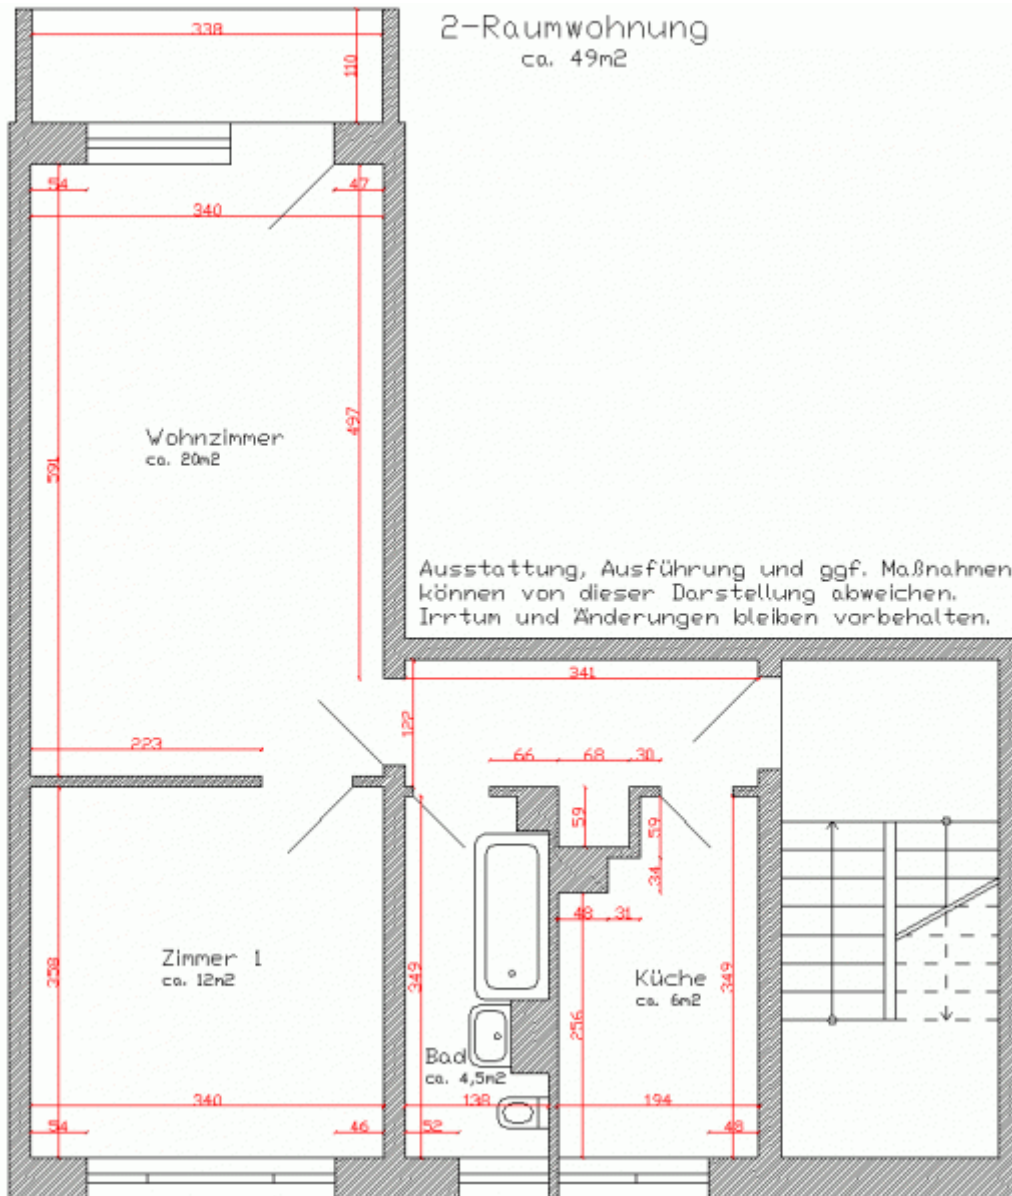 2-Raumwohnung
ca. 49m2
338
110
54
47
340
591
497
Wohnzimmer
ca. 20m2
Ausstattung, Ausführung und ggf. Maßnahmen
können von dieser Darstellung abweichen.
Irrtum und Änderungen bleiben vorbehalten.
341
122
223
66
68
30
59
59
34
48
31
358
Zimmer 1
ca. 12m2
349
256
Küche
ca. 6m2
349
Bad
ca. 4,5m2
340
138
194
54
46
52
48